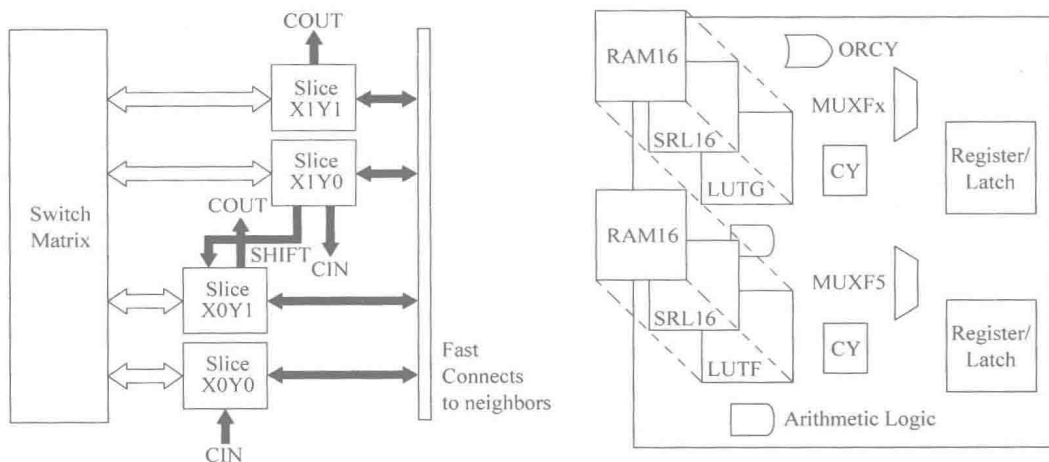 COUT
Slice
X1Y1
Slice
X1Y0
COUT
Switch
Matrix
SHIFT
CIN
Slice
X0Y1
Slice
X0Y0
Fast
Connects
to neighbors
CIN
RAM16
ORCY
MUXFx
SRL16
CY
Register/
Latch
LUTG
RAM16
MUXF5
SRL16
CY
Register/
Latch
LUTF
Arithmetic Logic